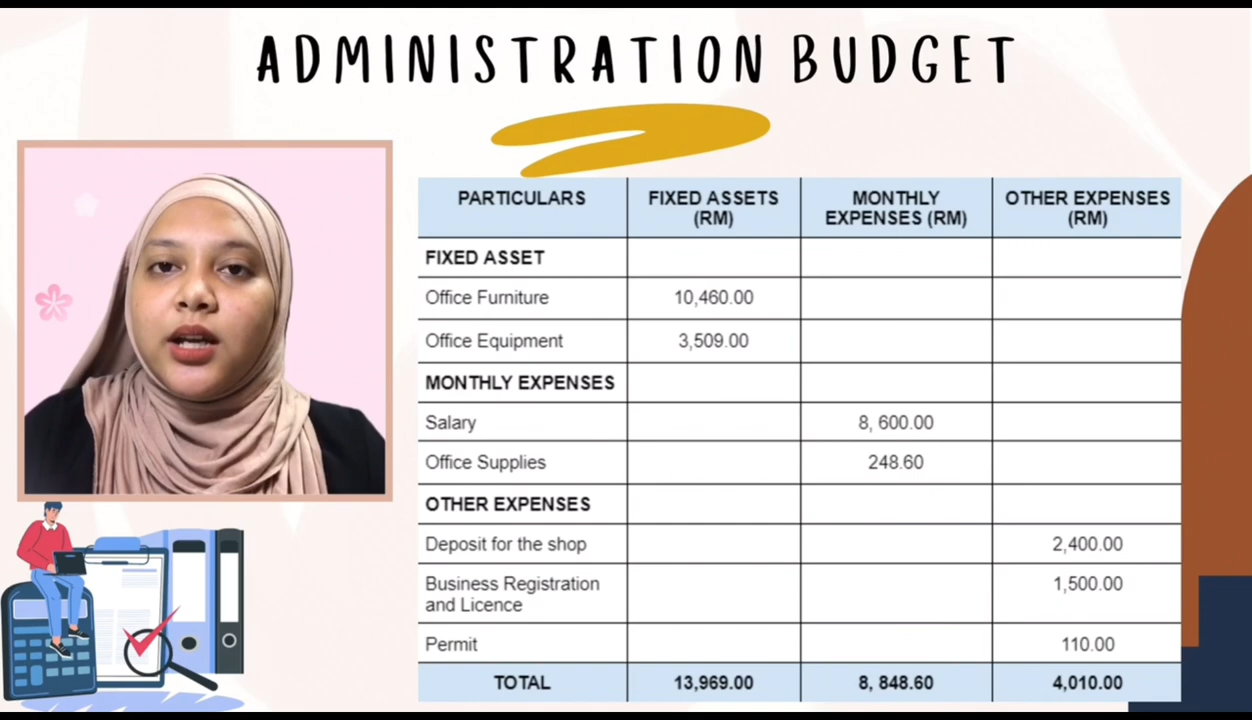 ADMINISTRATION BUDGET
PARTICULARS FIXED ASSETS (RM) MONTHLY EXPENSES (RM) OTHER EXPENSES (RM)
FIXED ASSET
Office Furniture 10,460.00
Office Equipment 3,509.00
MONTHLY EXPENSES
Salary 8, 600.00
Office Supplies 248.60
OTHER EXPENSES
Deposit for the shop 2,400.00
Business Registration and Licence 1,500.00
Permit 110.00
TOTAL 13,969.00 8, 848.60 4,010.00